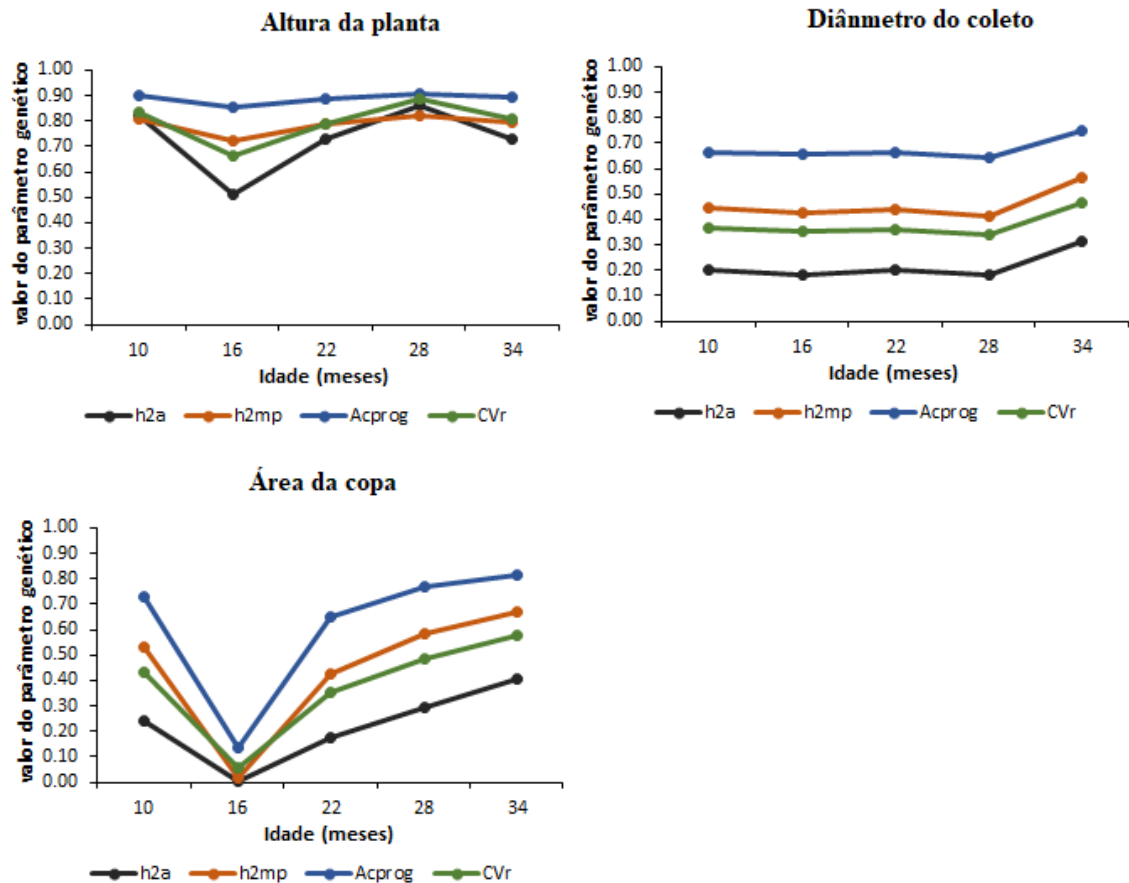 Altura da planta
valor do parâmetro genético
1.00
0.90
0.80
0.70
0.60
0.50
0.40
0.30
0.20
0.10
0.00
10 16 22 28 34
Idade (meses)
h2a h2mp Acprog CVr
Diânmetro do coleto
valor do parâmetro genético
1.00
0.90
0.80
0.70
0.60
0.50
0.40
0.30
0.20
0.10
0.00
10 16 22 28 34
Idade (meses)
h2a h2mp Acprog CVr
Área da copa
valor do parâmetro genético
1.00
0.90
0.80
0.70
0.60
0.50
0.40
0.30
0.20
0.10
0.00
10 16 22 28 34
Idade (meses)
h2a h2mp Acprog CVr